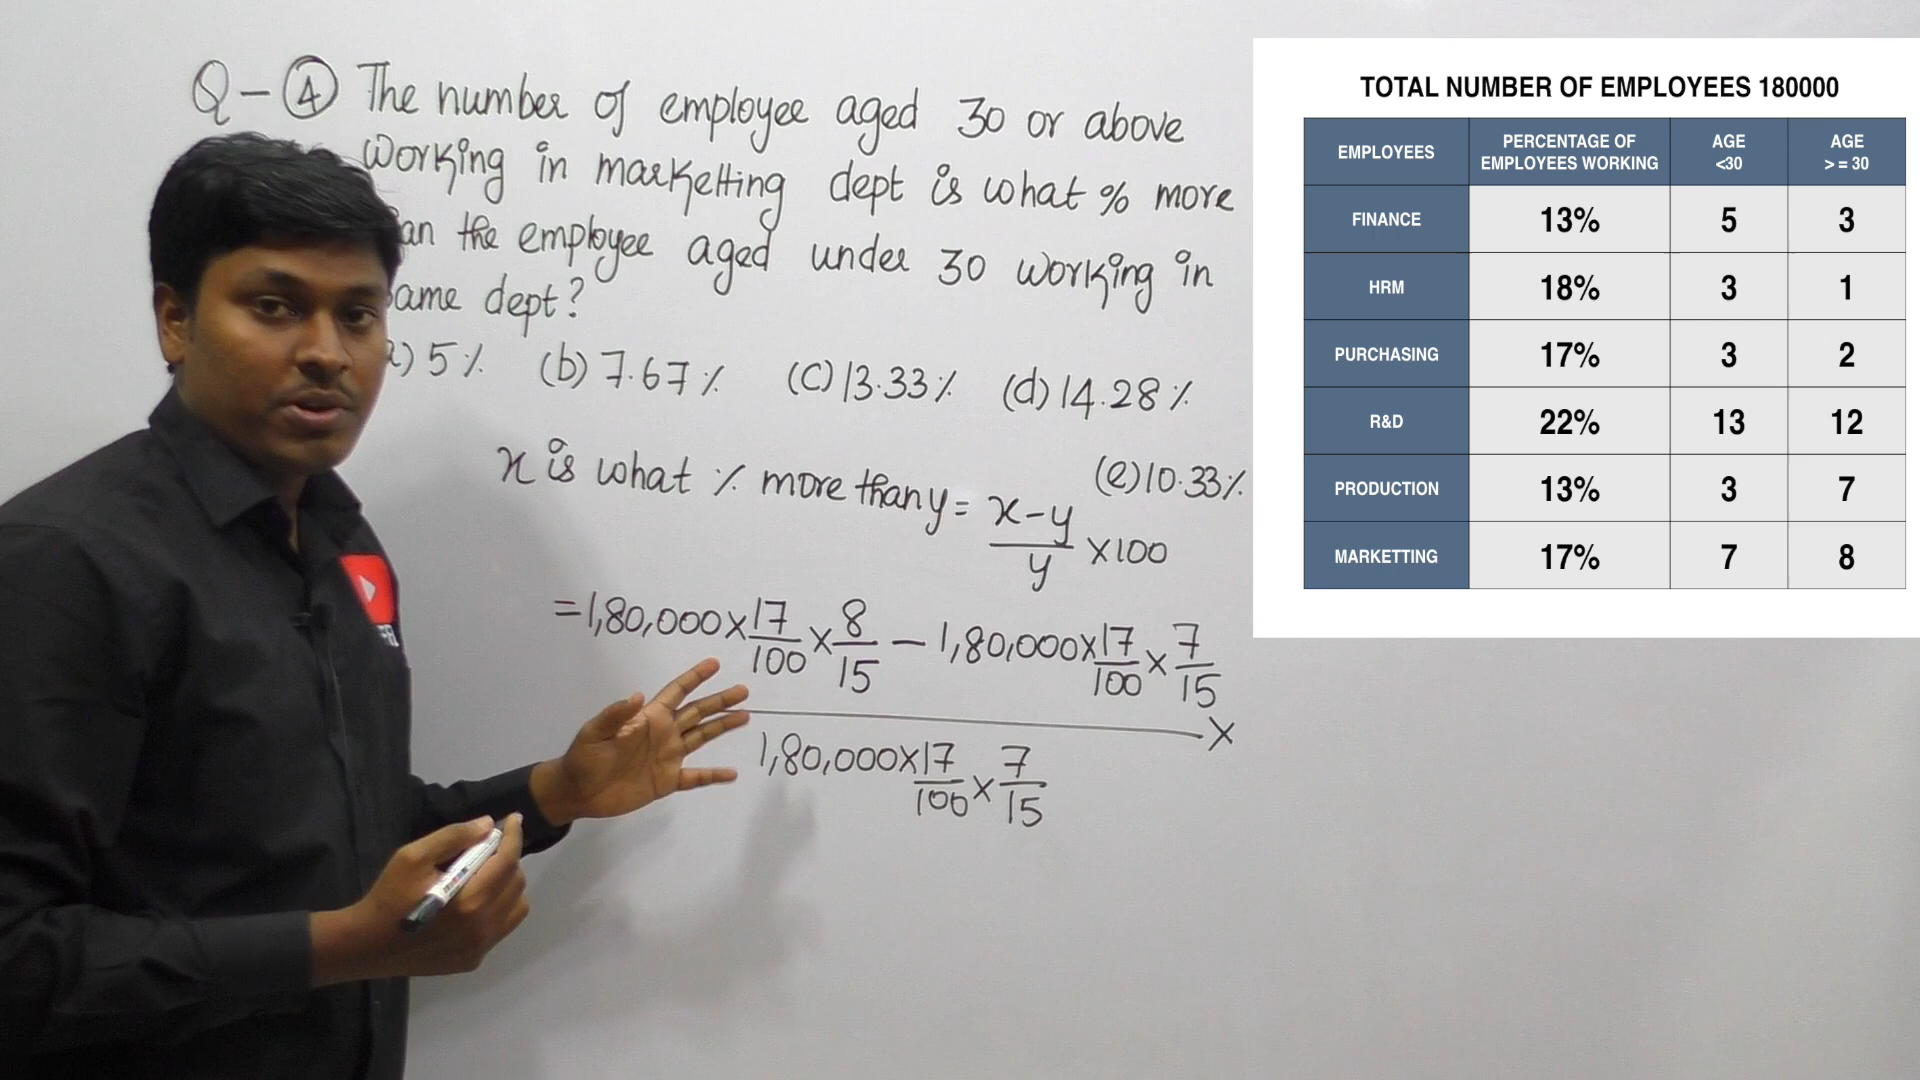 Q-④ The number of employee aged 30 or above
working in marketting dept is what % more
an the employee aged under 30 working in
ame dept?
a) 5% (b) 7.67% (c) 13.33% (d) 14.28%
(e) 10.33%
x is what % more than y = x-y/y ×100
=1,80,000×17/100×8/15 - 1,80,000×17/100×7/15
×
1,80,000×17/100×7/15
TOTAL NUMBER OF EMPLOYEES 180000
EMPLOYEES PERCENTAGE OF EMPLOYEES WORKING AGE <30 AGE > = 30
FINANCE 13% 5 3
HRM 18% 3 1
PURCHASING 17% 3 2
R&D 22% 13 12
PRODUCTION 13% 3 7
MARKETTING 17% 7 8